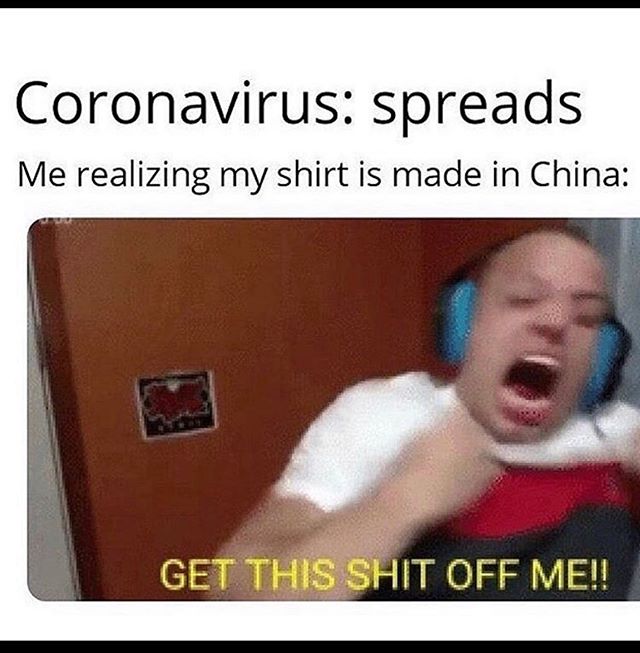 Coronavirus: spreads
Me realizing my shirt is made in China:
GET THIS SHIT OFF ME!!